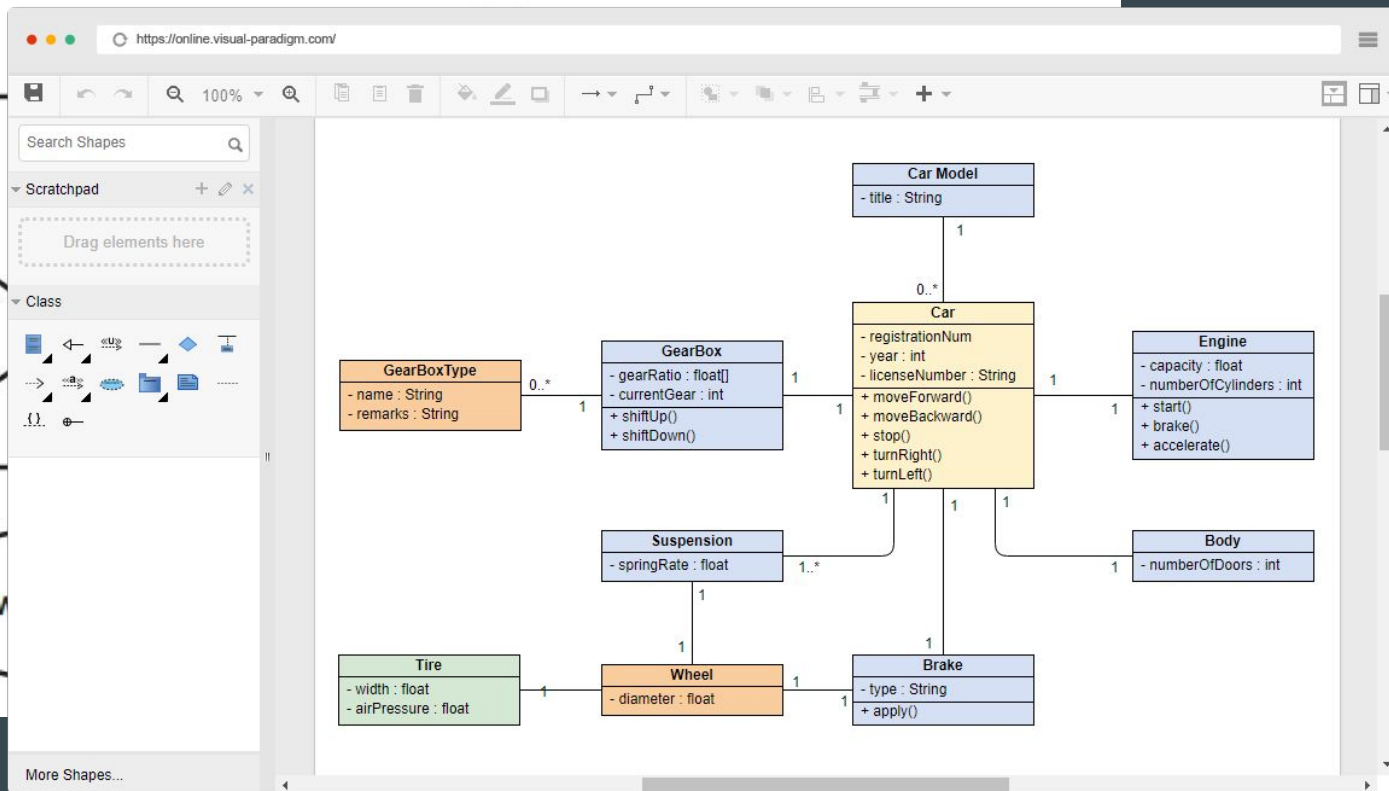 https://online.visual-paradigm.com/
100%
Search Shapes
Scratchpad
Drag elements here
Class
«u»
«a»
{}
More Shapes...
Car Model
- title : String
1
0..*
Car
- registrationNum
- year : int
- licenseNumber : String
+ moveForward()
+ moveBackward()
+ stop()
+ turnRight()
+ turnLeft()
GearBoxType
- name : String
- remarks : String
0..*
1
GearBox
- gearRatio : float[]
- currentGear : int
+ shiftUp()
+ shiftDown()
1
1
1
1
Engine
- capacity : float
- numberOfCylinders : int
+ start()
+ brake()
+ accelerate()
1
1
1
Suspension
- springRate : float
1..*
1
Body
- numberOfDoors : int
1
1
1
Tire
- width : float
- airPressure : float
1
Wheel
- diameter : float
1
1
Brake
- type : String
+ apply()